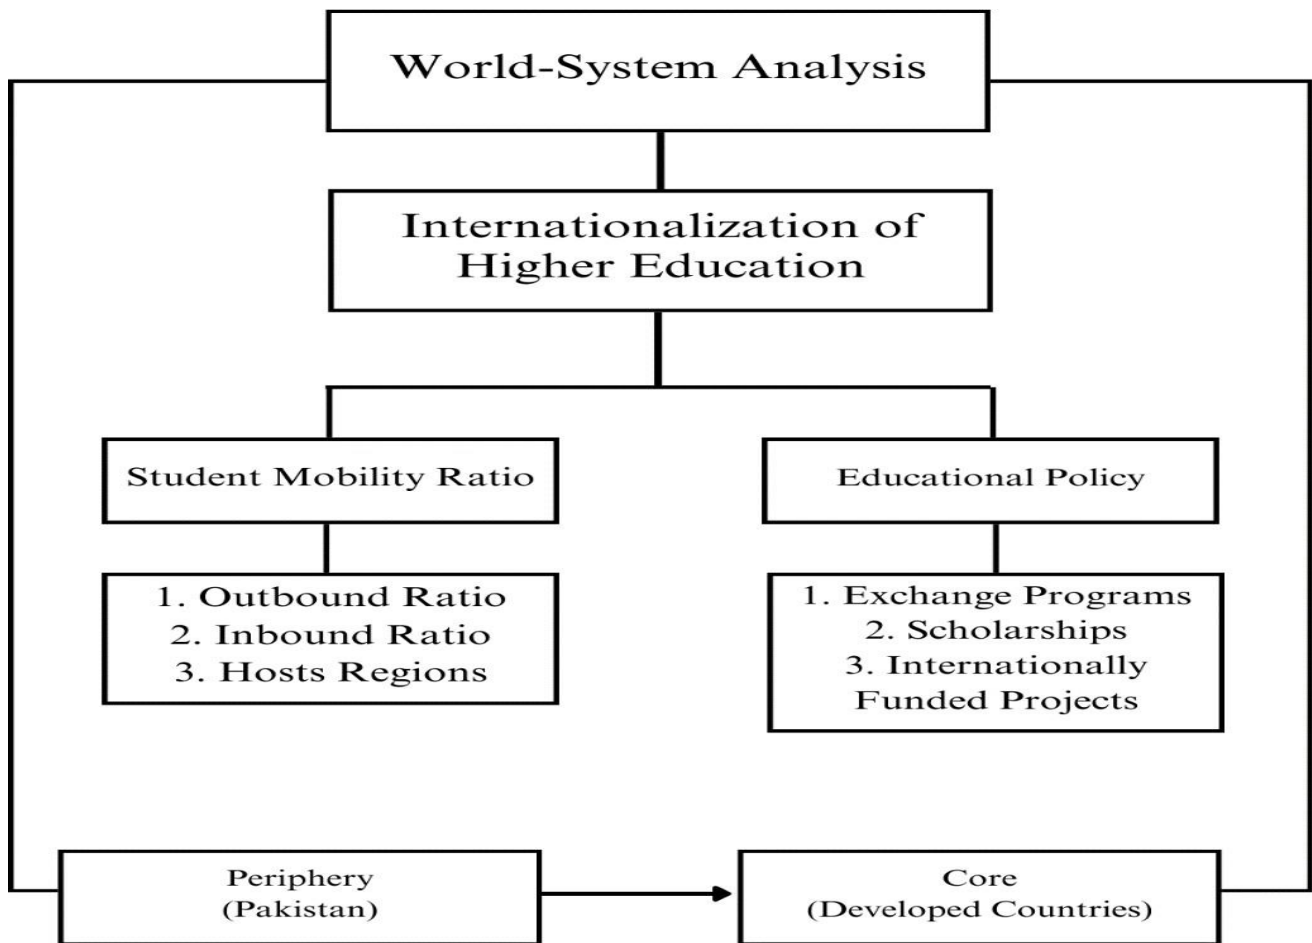 World-System Analysis
Internationalization of
Higher Education
Student Mobility Ratio
Educational Policy
1. Outbound Ratio
2. Inbound Ratio
3. Hosts Regions
1. Exchange Programs
2. Scholarships
3. Internationally
Funded Projects
Periphery
(Pakistan)
Core
(Developed Countries)